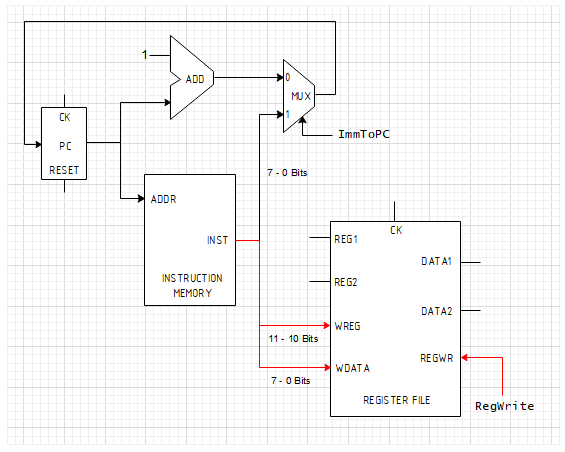 1
ADD
0
MUX
1
ImmToPC
CK
PC
RESET
7 - 0 Bits
ADDR
INST
INSTRUCTION
MEMORY
CK
REG1
DATA1
REG2
DATA2
WREG
11 - 10 Bits
REGWR
WDATA
7 - 0 Bits
REGISTER FILE
RegWrite